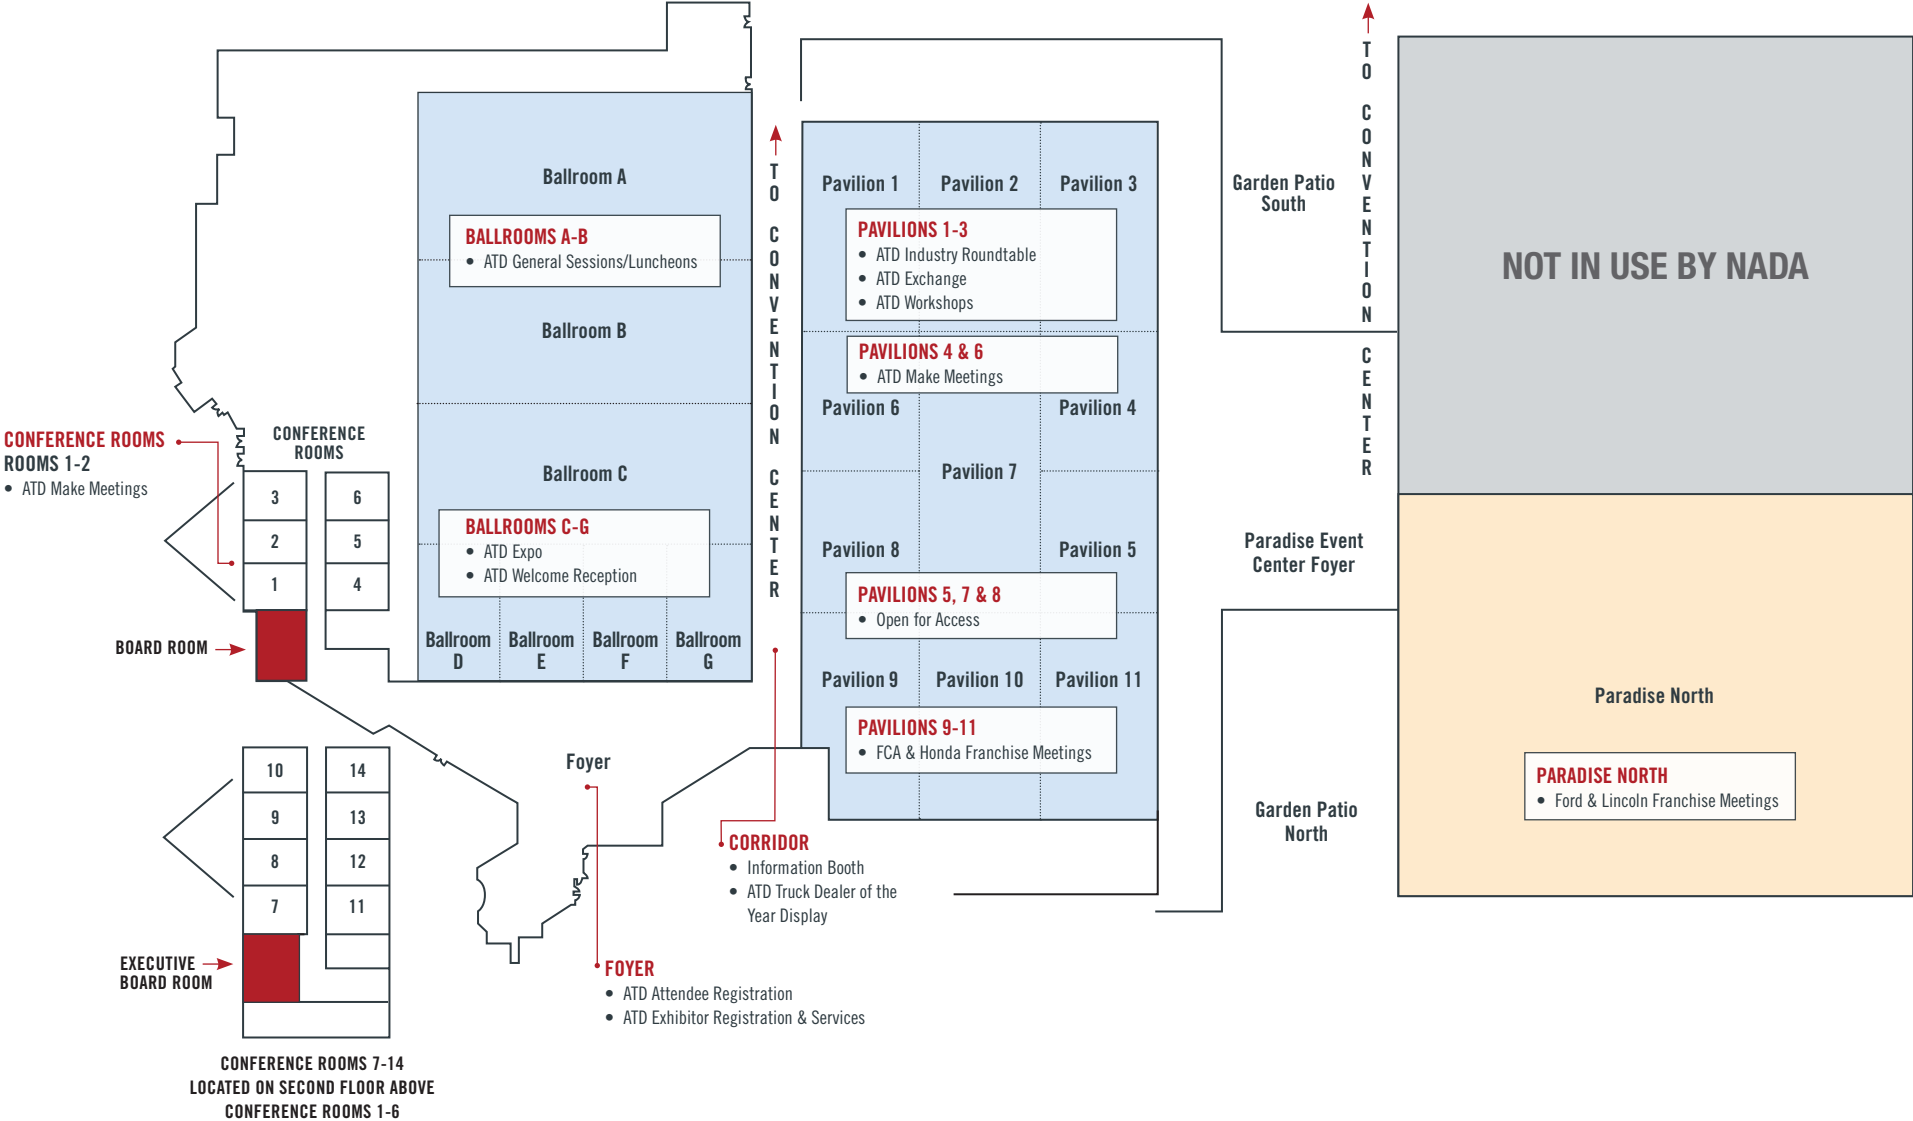 TO CONVENTION CENTER
Ballroom A
BALLROOMS A-B
• ATD General Sessions/Luncheons
Ballroom B
Ballroom C
BALLROOMS C-G
• ATD Expo
• ATD Welcome Reception
Ballroom
D
Ballroom
E
Ballroom
F
Ballroom
G
CONFERENCE ROOMS
ROOMS 1-2
• ATD Make Meetings
CONFERENCE
ROOMS
3
6
2
5
1
4
BOARD ROOM
10
14
9
13
8
12
7
11
EXECUTIVE
BOARD ROOM
CONFERENCE ROOMS 7-14
LOCATED ON SECOND FLOOR ABOVE
CONFERENCE ROOMS 1-6
Foyer
FOYER
• ATD Attendee Registration
• ATD Exhibitor Registration & Services
CORRIDOR
• Information Booth
• ATD Truck Dealer of the
Year Display
Pavilion 1
Pavilion 2
Pavilion 3
PAVILIONS 1-3
• ATD Industry Roundtable
• ATD Exchange
• ATD Workshops
PAVILIONS 4 & 6
• ATD Make Meetings
Pavilion 6
Pavilion 4
Pavilion 7
Pavilion 8
Pavilion 5
PAVILIONS 5, 7 & 8
• Open for Access
Pavilion 9
Pavilion 10
Pavilion 11
PAVILIONS 9-11
• FCA & Honda Franchise Meetings
Garden Patio
South
TO CONVENTION CENTER
Paradise Event
Center Foyer
Garden Patio
North
NOT IN USE BY NADA
Paradise North
PARADISE NORTH
• Ford & Lincoln Franchise Meetings